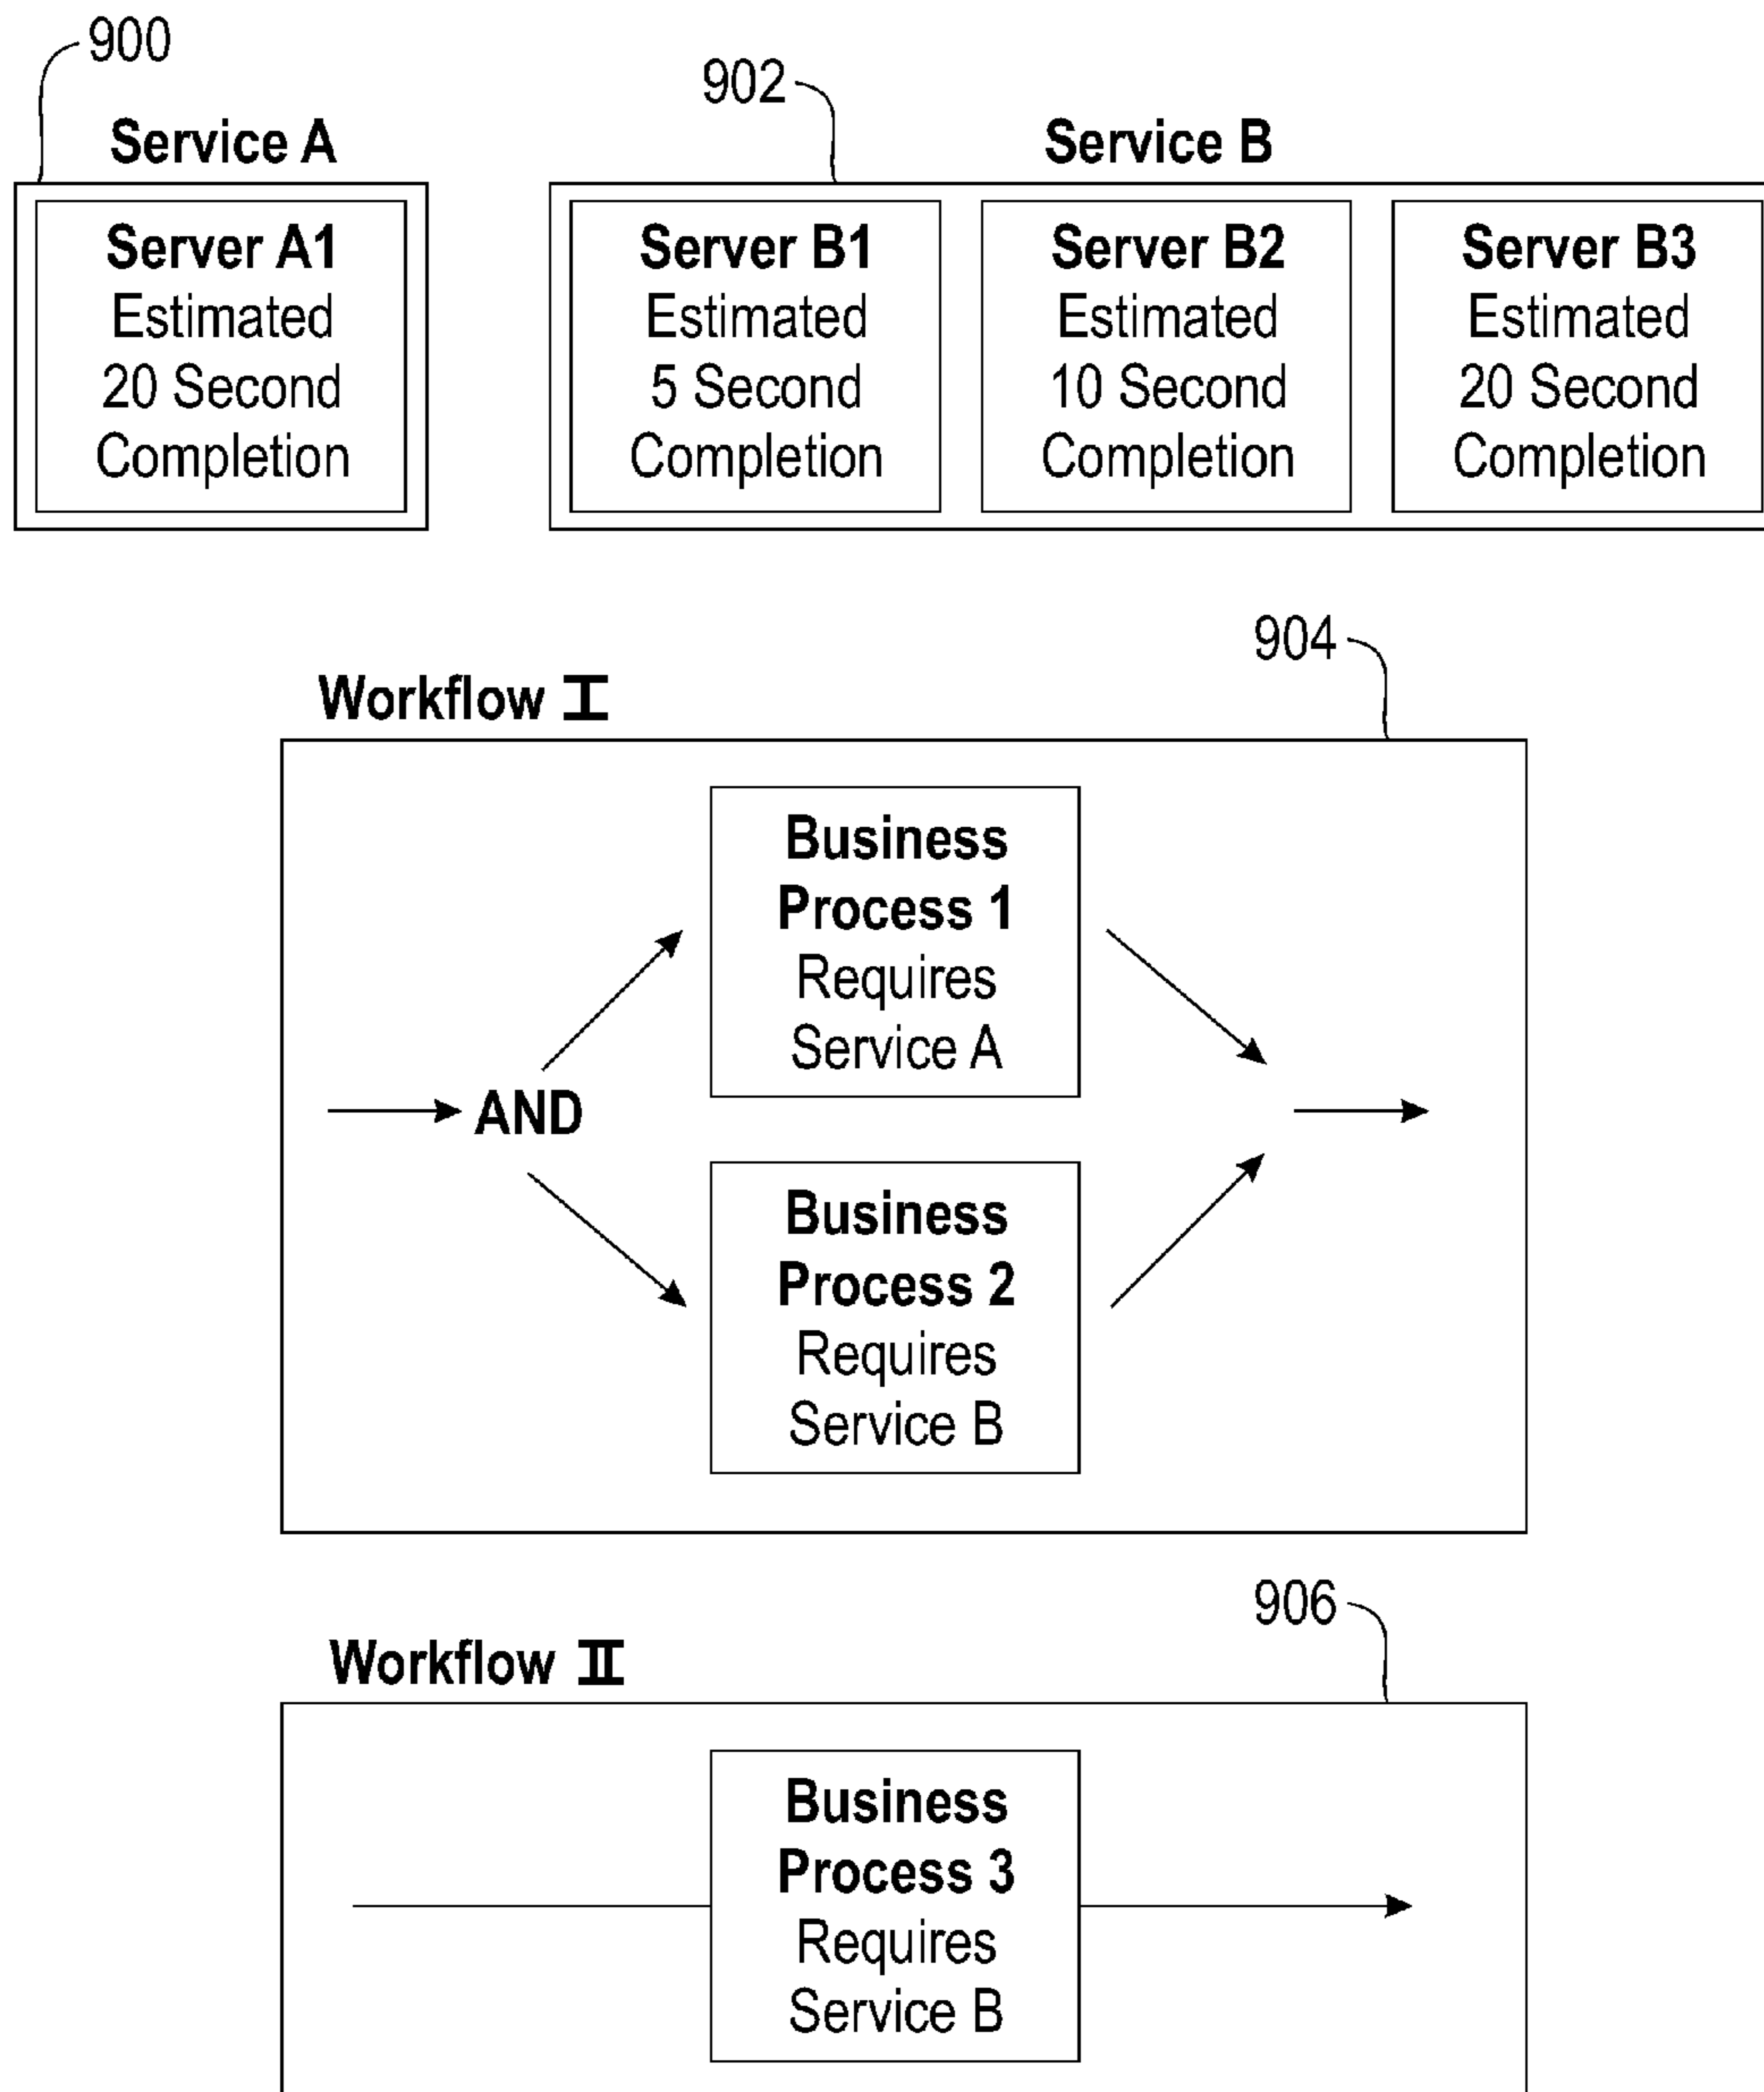 900
902
Service A
Service B
Server A1
Estimated
20 Second
Completion
Server B1
Estimated
5 Second
Completion
Server B2
Estimated
10 Second
Completion
Server B3
Estimated
20 Second
Completion
904
Workflow I
Business
Process 1
Requires
Service A
AND
Business
Process 2
Requires
Service B
906
Workflow II
Business
Process 3
Requires
Service B